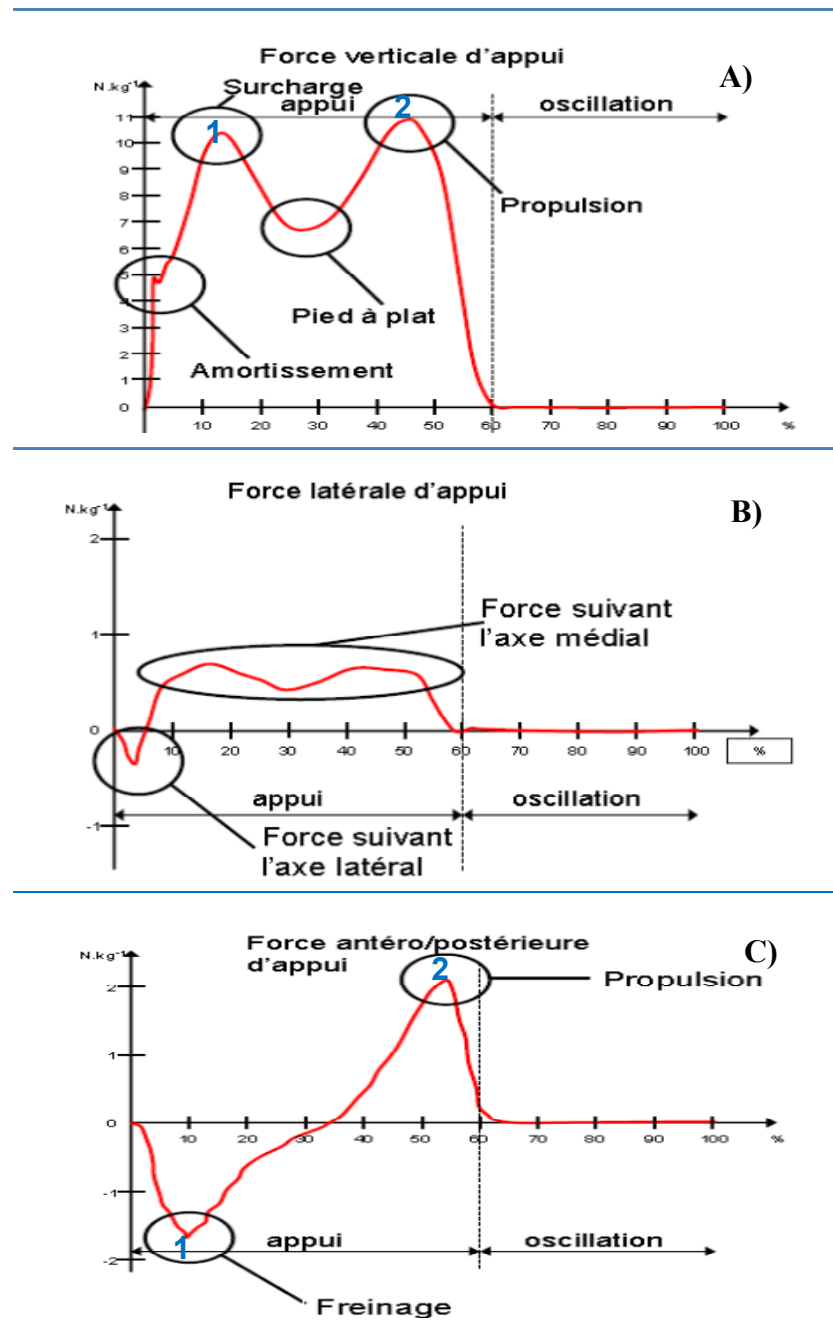 Force verticale d'appui
N.kg-1
A)
Surcharge
appui
oscillation
1
2
11
10
9
8
7
6
5
4
3
2
1
0
Propulsion
Pied à plat
Amortissement
10 20 30 40 50 60 70 80 90 100 %
Force latérale d'appui
N.kg-1
B)
2
1
0
-1
Force suivant
l'axe médial
10 20 30 40 50 60 70 80 90 100 %
appui
oscillation
Force suivant
l'axe latéral
Force antéro/postérieure
d'appui
N.kg-1
C)
2
Propulsion
2
1
0
-1
-2
10 20 30 40 50 60 70 80 90 100 %
1
appui
oscillation
Freinage